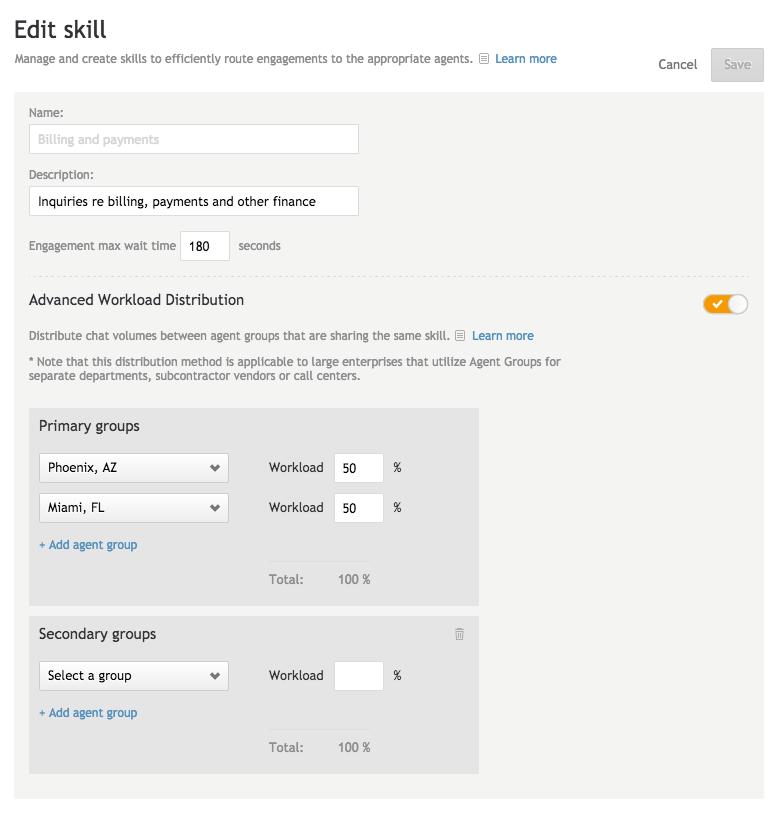 Edit skill
Manage and create skills to efficiently route engagements to the appropriate agents. Learn more
Cancel Save
Name:
Billing and payments
Description:
Inquiries re billing, payments and other finance
Engagement max wait time 180 seconds
Advanced Workload Distribution
Distribute chat volumes between agent groups that are sharing the same skill. Learn more
* Note that this distribution method is applicable to large enterprises that utilize Agent Groups for
separate departments, subcontractor vendors or call centers.
Primary groups
Phoenix, AZ Workload 50 %
Miami, FL Workload 50 %
+ Add agent group
Total: 100 %
Secondary groups
Select a group Workload %
+ Add agent group
Total: 100 %